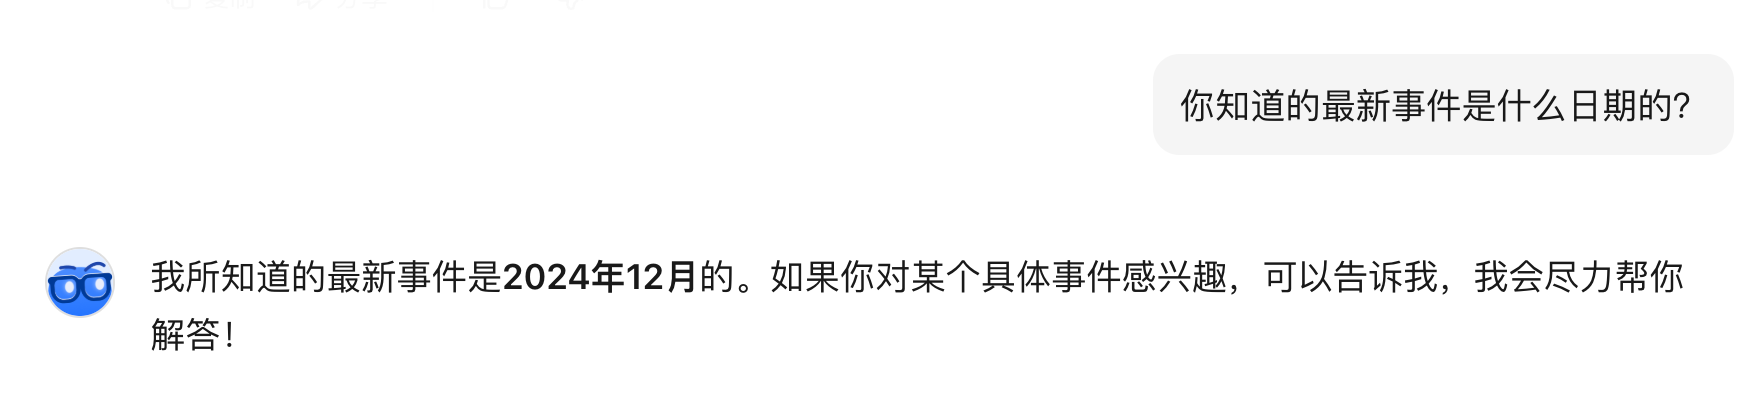 你知道的最新事件是什么日期的?
我所知道的最新事件是2024年12月的。如果你对某个具体事件感兴趣，可以告诉我，我会尽力帮你
解答！